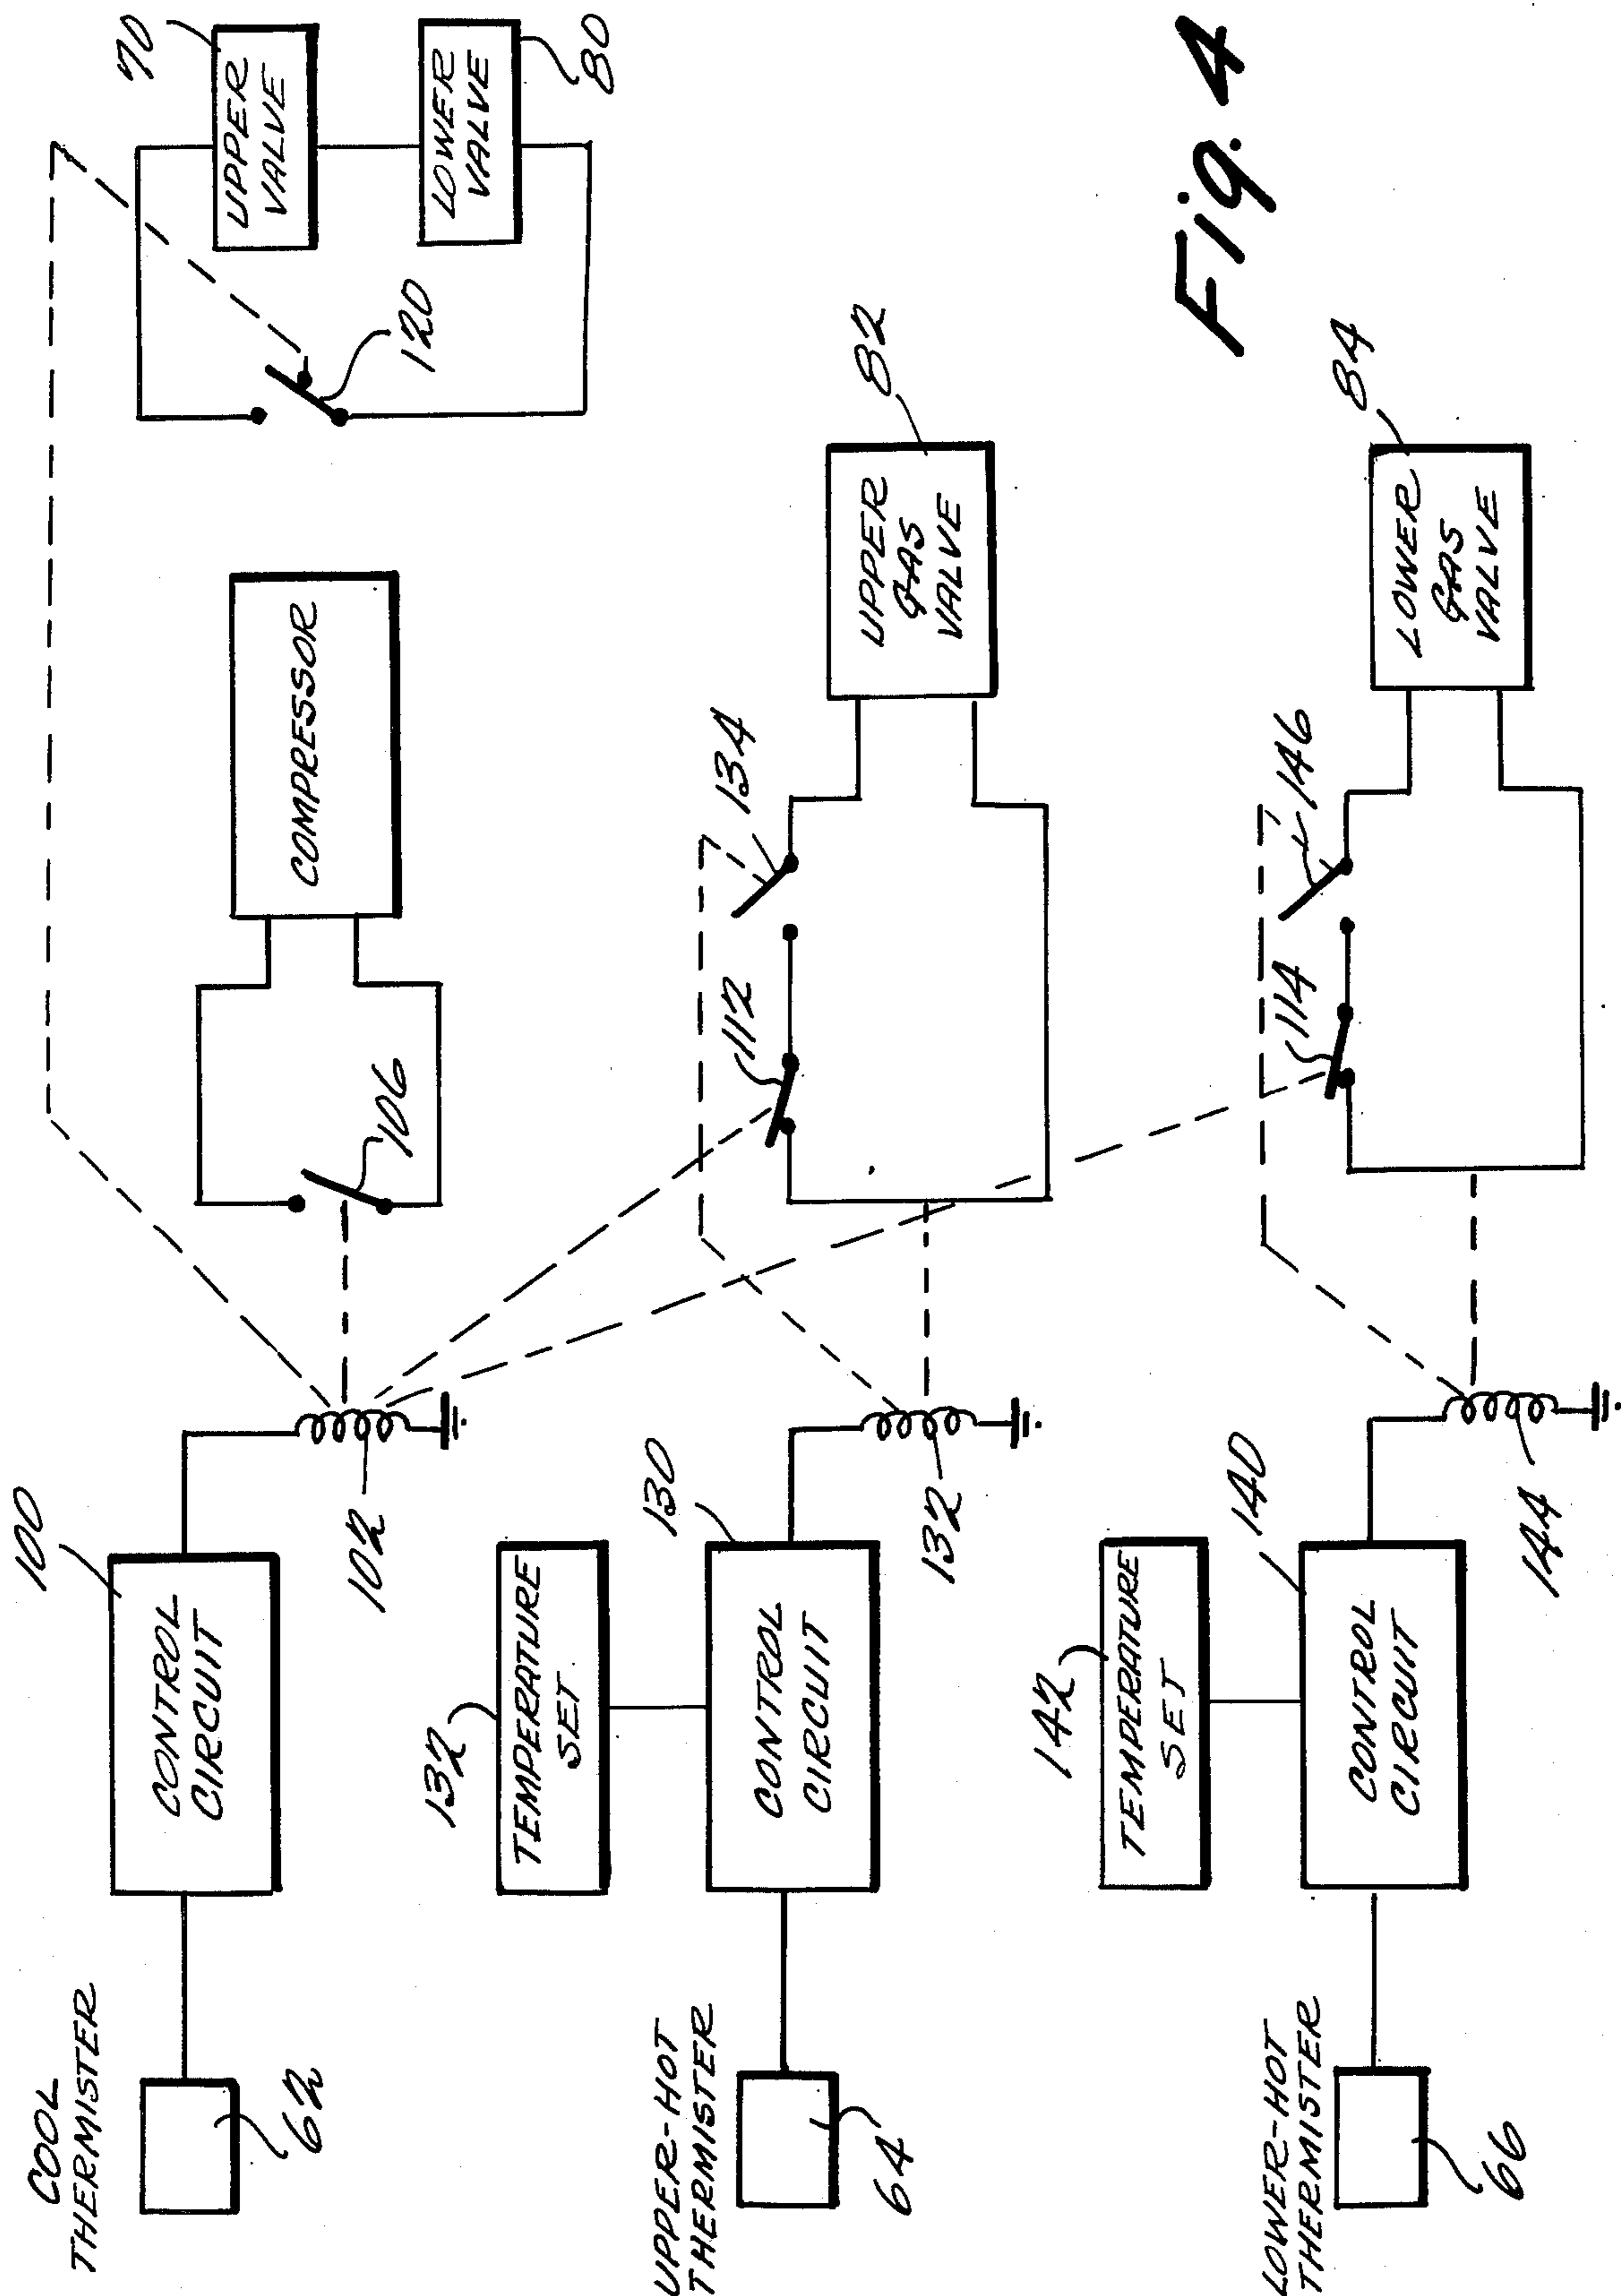 COOL
THERMISTER
62
100
CONTROL
CIRCUIT
102
106
COMPRESSOR
120
70
UPPER
VALVE
LOWER
VALVE
80
UPPER-HOT
THERMISTER
64
132
TEMPERATURE
SET
130
CONTROL
CIRCUIT
132
112
134
UPPER
GAS
VALVE
82
LOWER-HOT
THERMISTER
66
142
TEMPERATURE
SET
140
CONTROL
CIRCUIT
144
114
146
LOWER
GAS
VALVE
84
Fig. 4